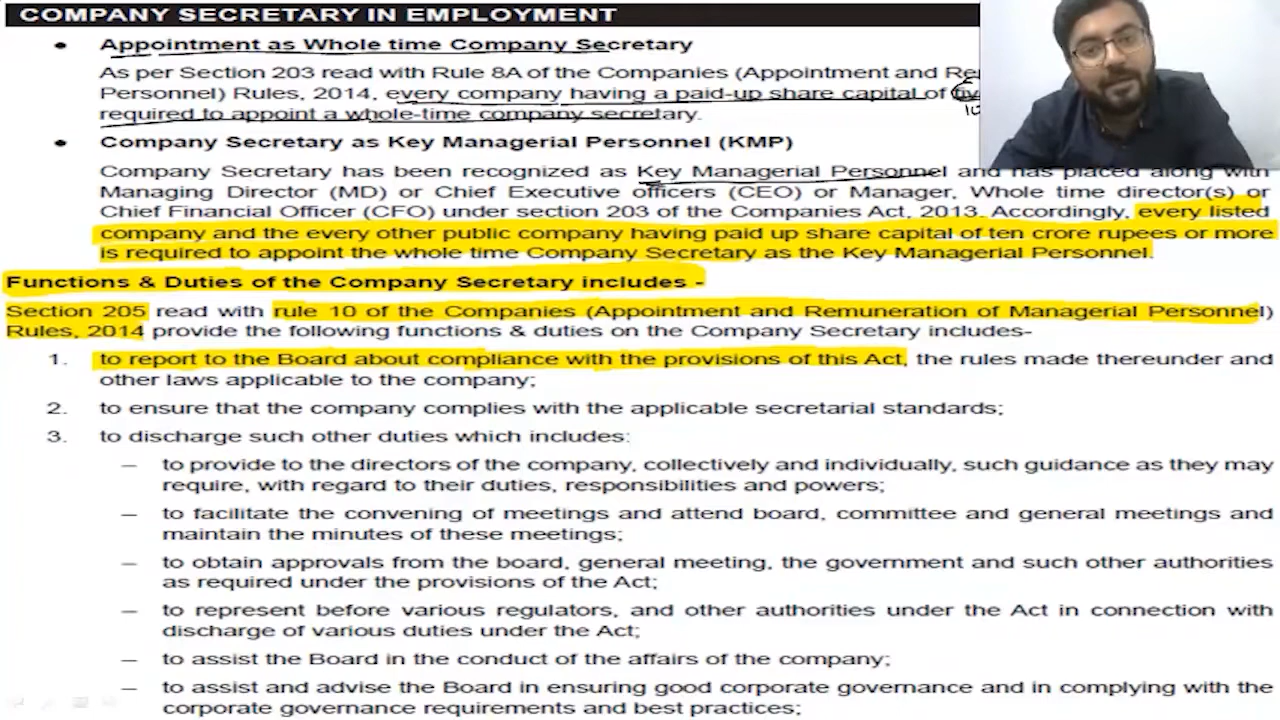 COMPANY SECRETARY IN EMPLOYMENT
• Appointment as Whole time Company Secretary
As per Section 203 read with Rule 8A of the Companies (Appointment and
Personnel) Rules, 2014, every company having a paid-up share capital of
required to appoint a whole-time company secretary.
• Company Secretary as Key Managerial Personnel (KMP)
Company Secretary has been recognized as Key Managerial Personnel and has placed along with
Managing Director (MD) or Chief Executive officers (CEO) or Manager, Whole time director(s) or
Chief Financial Officer (CFO) under section 203 of the Companies Act, 2013. Accordingly, every listed
company and the every other public company having paid up share capital of ten crore rupees or more
is required to appoint the whole time Company Secretary as the Key Managerial Personnel.
Functions & Duties of the Company Secretary includes -
Section 205 read with rule 10 of the Companies (Appointment and Remuneration of Managerial Personnel)
Rules, 2014 provide the following functions & duties on the Company Secretary includes-
1. to report to the Board about compliance with the provisions of this Act, the rules made thereunder and
other laws applicable to the company;
2. to ensure that the company complies with the applicable secretarial standards;
3. to discharge such other duties which includes:
– to provide to the directors of the company, collectively and individually, such guidance as they may
require, with regard to their duties, responsibilities and powers;
– to facilitate the convening of meetings and attend board, committee and general meetings and
maintain the minutes of these meetings;
– to obtain approvals from the board, general meeting, the government and such other authorities
as required under the provisions of the Act;
– to represent before various regulators, and other authorities under the Act in connection with
discharge of various duties under the Act;
– to assist the Board in the conduct of the affairs of the company;
– to assist and advise the Board in ensuring good corporate governance and in complying with the
corporate governance requirements and best practices;